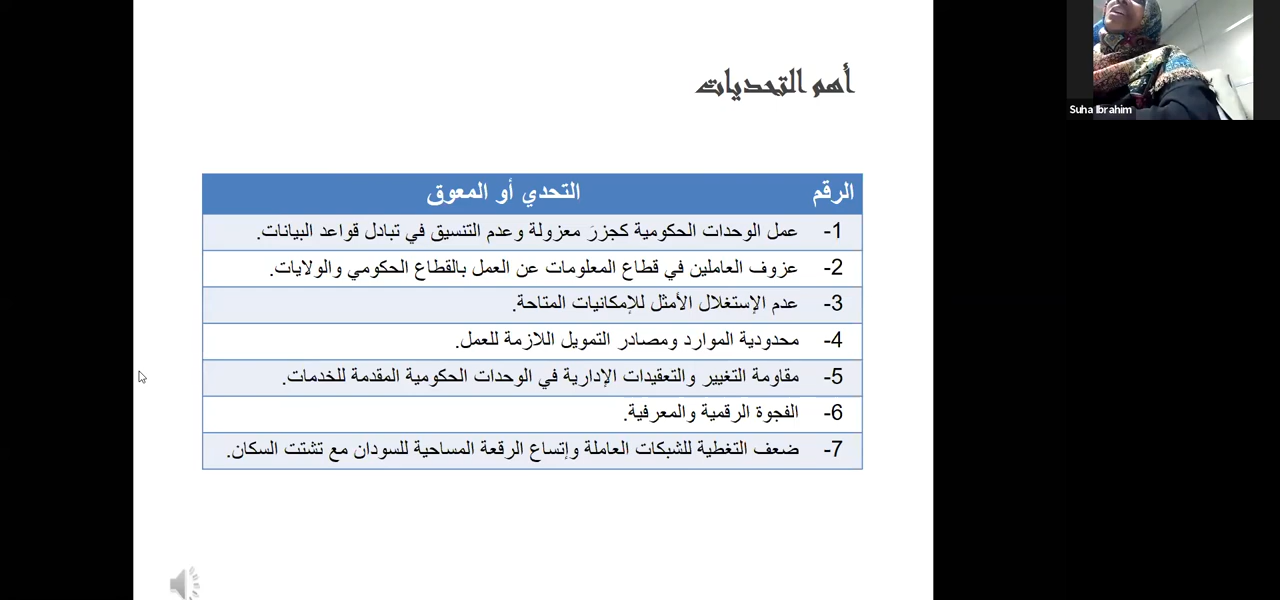 أهم التحديات
Suha Ibrahim
الرقم التحدي أو المعوق
1- عمل الوحدات الحكومية كجزرَ معزولة وعدم التنسيق في تبادل قواعد البيانات.
2- عزوف العاملين في قطاع المعلومات عن العمل بالقطاع الحكومي والولايات.
3- عدم الإستغلال الأمثل للإمكانيات المتاحة.
4- محدودية الموارد ومصادر التمويل اللازمة للعمل.
5- مقاومة التغيير والتعقيدات الإدارية في الوحدات الحكومية المقدمة للخدمات.
6- الفجوة الرقمية والمعرفية.
7- ضعف التغطية للشبكات العاملة وإتساع الرقعة المساحية للسودان مع تشتت السكان.